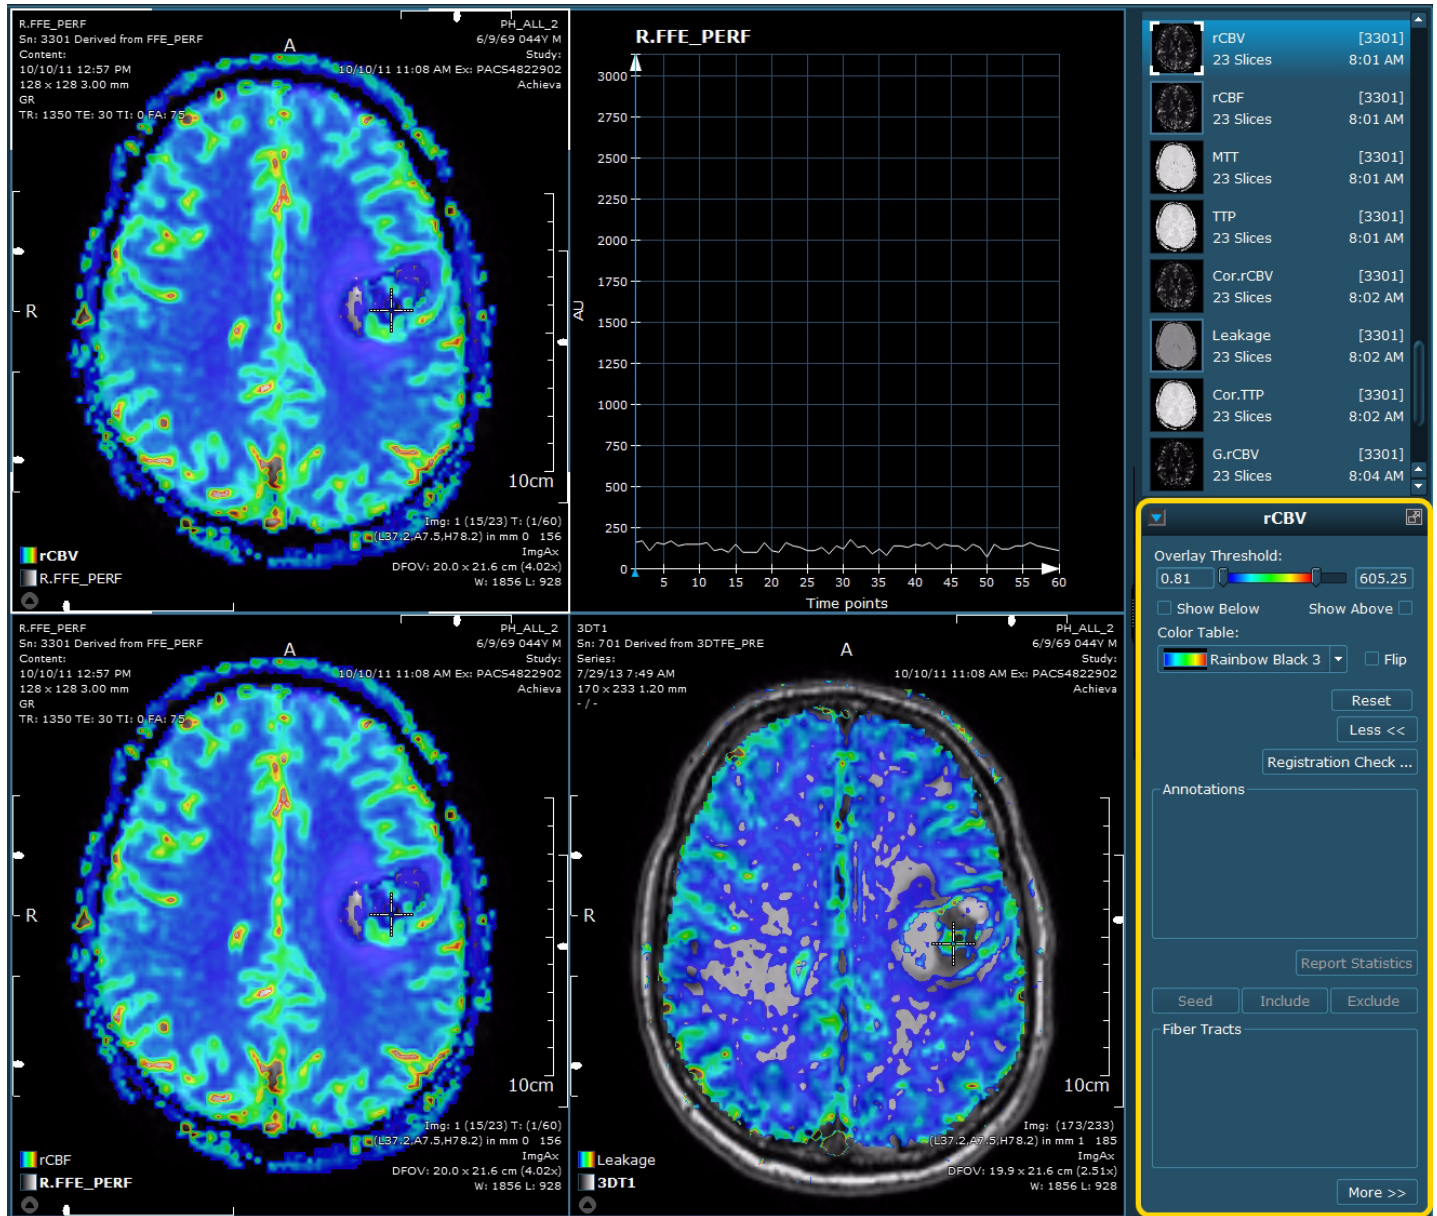 R.FFE_PERF
Sn: 3301 Derived from FFE_PERF
Content:
10/10/11 12:57 PM
128 x 128 3.00 mm
GR
TR: 1350 TE: 30 TI: 0 FA: 75
A
PH_ALL_2
6/9/69 044Y M
Study:
10/10/11 11:08 AM Ex: PACS4822902
Achieva
R
10cm
Img: 1 (15/23) T: (1/60)
(L37.2,A7.5,H78.2) in mm 0 156
ImgAx
DFOV: 20.0 x 21.6 cm (4.02x)
W: 1856 L: 928
rCBV
R.FFE_PERF
R.FFE_PERF
3000
2750
2500
2250
2000
1750
1500
1250
1000
750
500
250
0
AU
5 10 15 20 25 30 35 40 45 50 55 60
Time points
R.FFE_PERF
Sn: 3301 Derived from FFE_PERF
Content:
10/10/11 12:57 PM
128 x 128 3.00 mm
GR
TR: 1350 TE: 30 TI: 0 FA: 75
A
PH_ALL_2
6/9/69 044Y M
Study:
10/10/11 11:08 AM Ex: PACS4822902
Achieva
R
10cm
Img: 1 (15/23) T: (1/60)
(L37.2,A7.5,H78.2) in mm 0 156
ImgAx
DFOV: 20.0 x 21.6 cm (4.02x)
W: 1856 L: 928
rCBF
R.FFE_PERF
3DT1
Sn: 701 Derived from 3DTFE_PRE
Series:
7/29/13 7:49 AM
170 x 233 1.20 mm
- / -
A
PH_ALL_2
6/9/69 044Y M
Study:
10/10/11 11:08 AM Ex: PACS4822902
Achieva
R
10cm
Img: (173/233)
(L37.2,A7.5,H78.2) in mm 1 185
ImgAx
DFOV: 19.9 x 21.6 cm (2.51x)
W: 1856 L: 928
Leakage
3DT1
rCBV [3301]
23 Slices 8:01 AM
rCBF [3301]
23 Slices 8:01 AM
MTT [3301]
23 Slices 8:01 AM
TTP [3301]
23 Slices 8:01 AM
Cor.rCBV [3301]
23 Slices 8:02 AM
Leakage [3301]
23 Slices 8:02 AM
Cor.TTP [3301]
23 Slices 8:02 AM
G.rCBV [3301]
23 Slices 8:04 AM
rCBV
Overlay Threshold:
0.81 605.25
Show Below Show Above
Color Table:
Rainbow Black 3 Flip
Reset
Less <<
Registration Check ...
Annotations
Report Statistics
Seed Include Exclude
Fiber Tracts
More >>